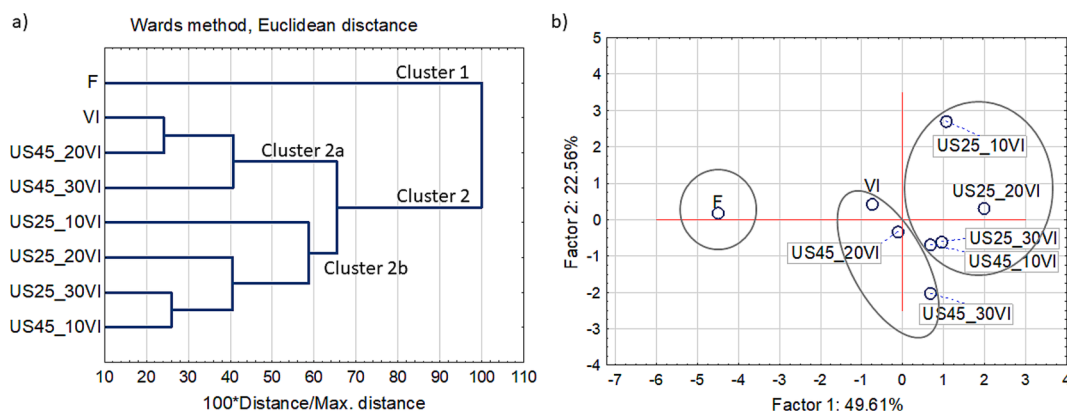 a)
Wards method, Euclidean disctance
F
VI
US45_20VI
US45_30VI
US25_10VI
US25_20VI
US25_30VI
US45_10VI
Cluster 1
Cluster 2a
Cluster 2
Cluster 2b
10 20 30 40 50 60 70 80 90 100 110
100*Distance/Max. distance
b)
5
4
3
2
1
0
-1
-2
-3
-4
Factor 2: 22.56%
US25_10VI
VI
US25_20VI
F
US45_20VI
US25_30VI
US45_10VI
US45_30VI
-7 -6 -5 -4 -3 -2 -1 0 1 2 3 4
Factor 1: 49.61%